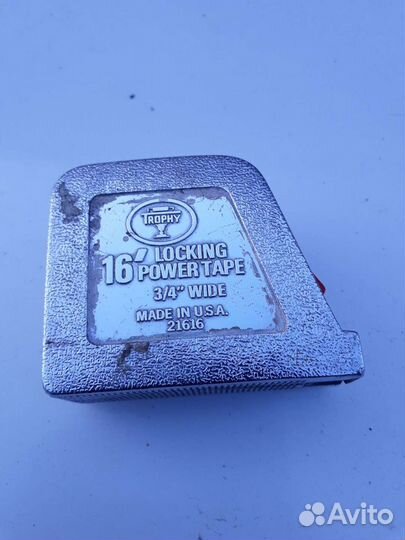 TROPHY
16' LOCKING
POWER TAPE
3/4" WIDE
MADE IN U.S.A.
21616
Avito